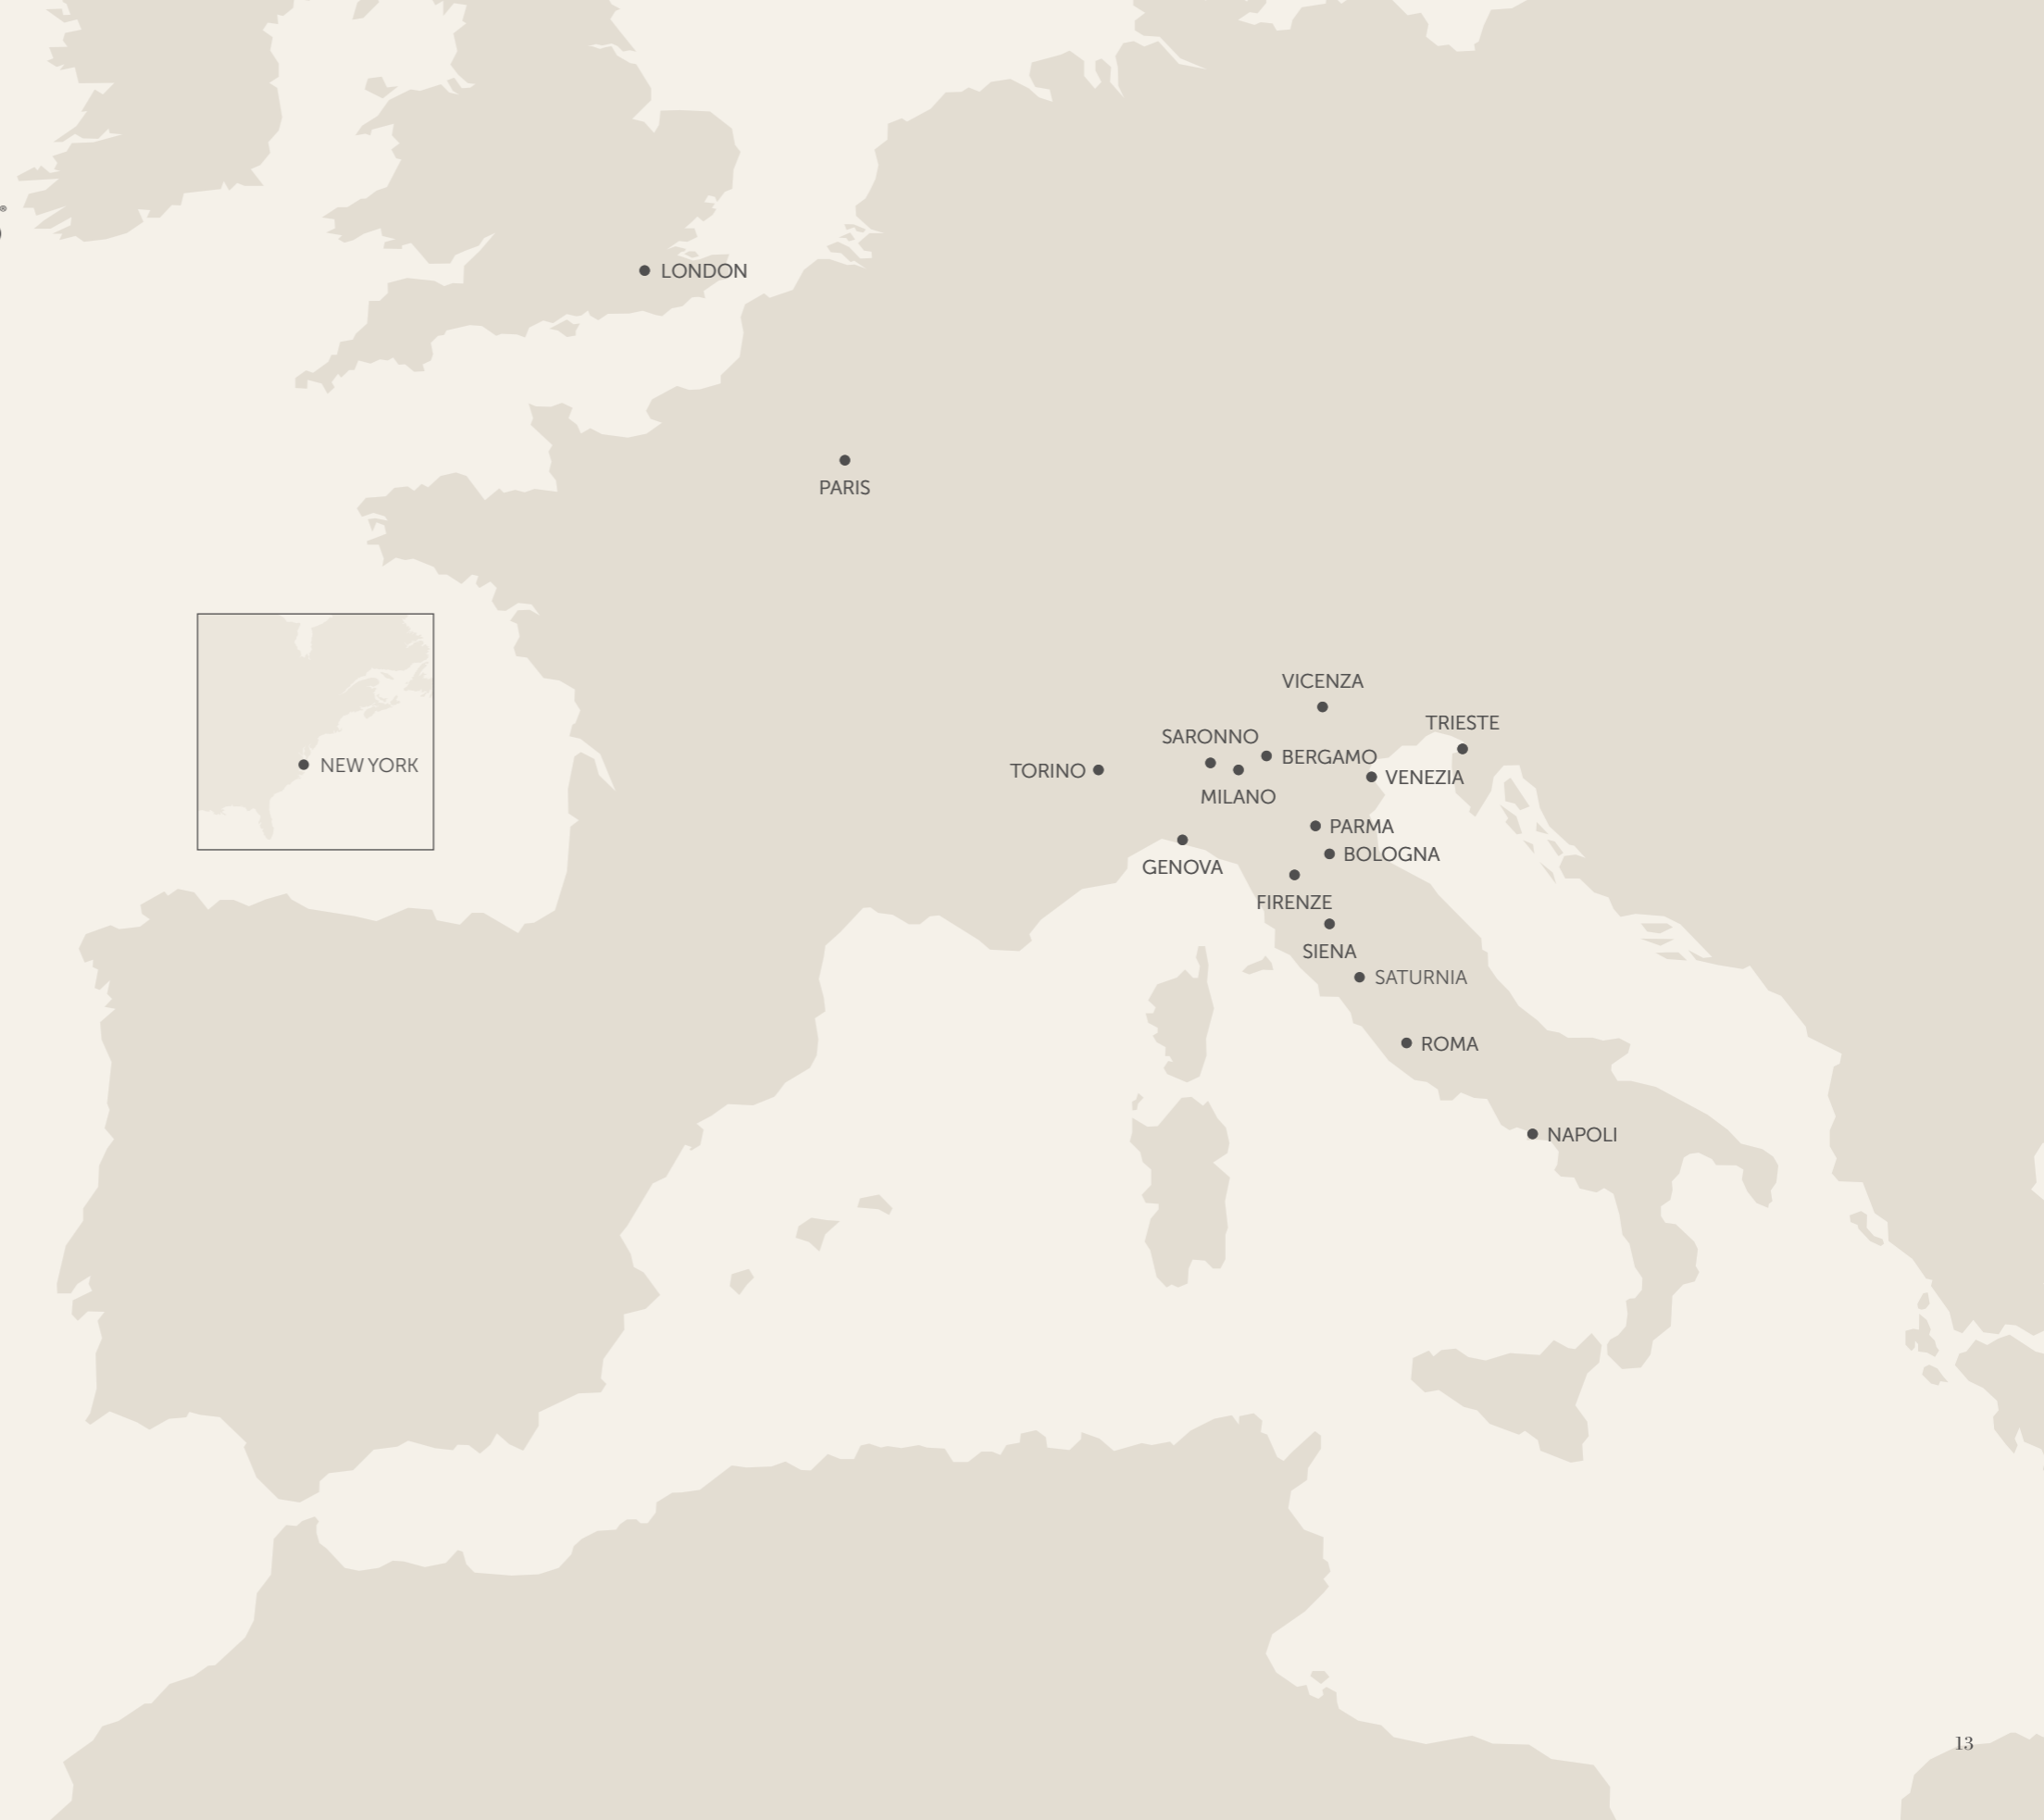 ®
LONDON
PARIS
VICENZA
TRIESTE
SARONNO
BERGAMO
TORINO
VENEZIA
NEW YORK
MILANO
PARMA
BOLOGNA
GENOVA
FIRENZE
SIENA
SATURNIA
ROMA
NAPOLI
13